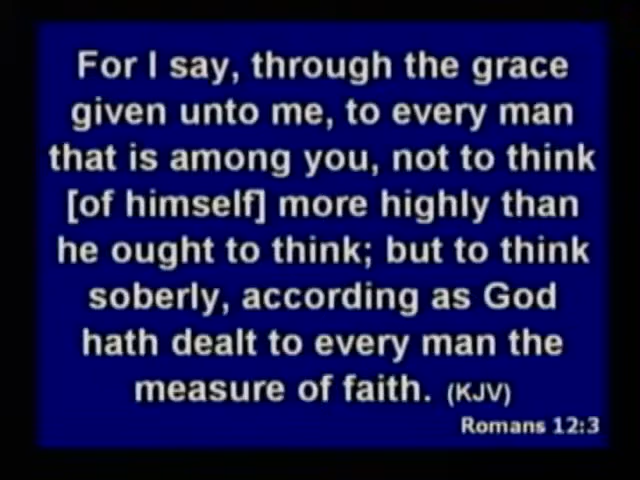 For I say, through the grace
given unto me, to every man
that is among you, not to think
[of himself] more highly than
he ought to think; but to think
soberly, according as God
hath dealt to every man the
measure of faith. (KJV)
Romans 12:3